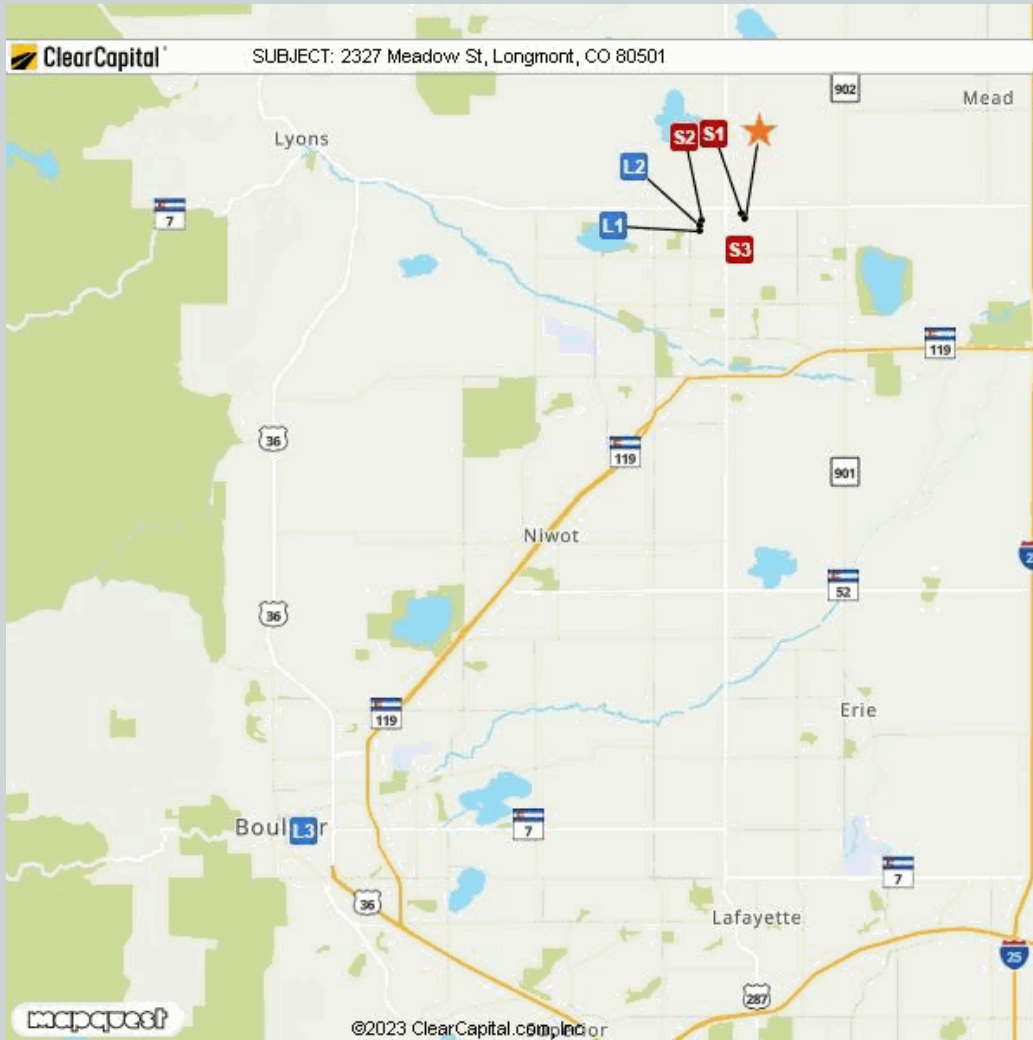 ClearCapital
SUBJECT: 2327 Meadow St, Longmont, CO 80501
902
Mead
S2
S1
Lyons
L2
7
L1
S3
119
36
119
901
Niwot
52
36
119
Erie
Boul
L3
r
7
7
36
Lafayette
25
287
mapquest
©2023 ClearCapital.com, Inc